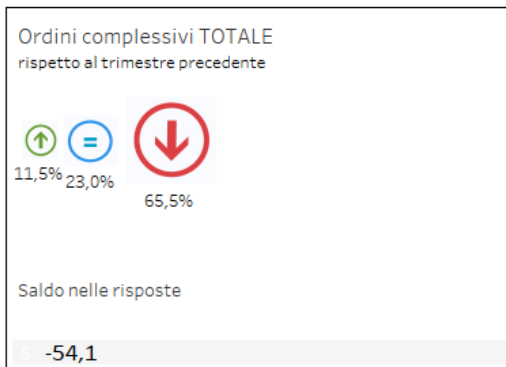 Ordini complessivi TOTALE
rispetto al trimestre precedente
11,5% 23,0%
65,5%
Saldo nelle risposte
-54,1